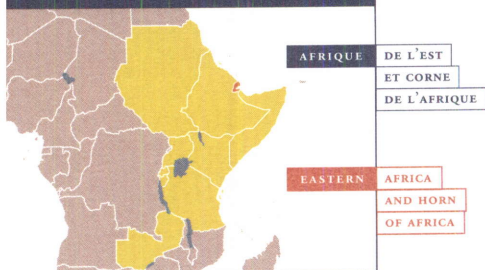 AFRIQUE DE L'EST
ET CORNE
DE L'AFRIQUE
EASTERN AFRICA
AND HORN
OF AFRICA